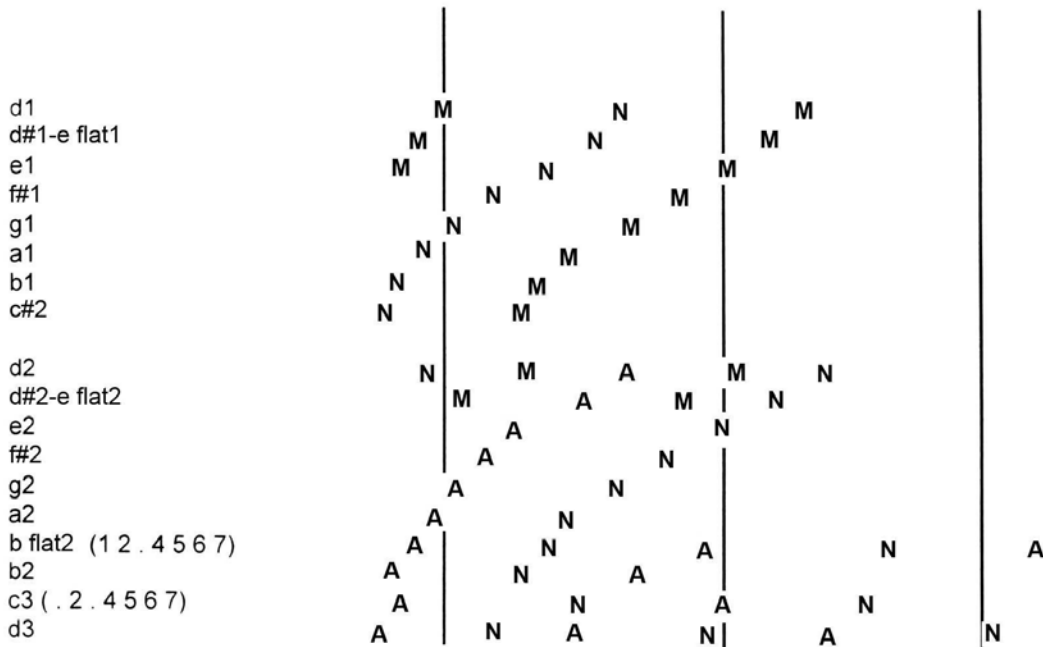 d1 M N M
d#1-e flat1 M N M
e1 M N M
f#1 N M
g1 N M
a1 N M
b1 N M
c#2 N M
d2 N M A M N
d#2-e flat2 M A M N
e2 A N
f#2 A N
g2 A N
a2 A N
b flat2 (1 2 . 4 5 6 7) A N A N A
b2 A N A
c3 ( . 2 . 4 5 6 7) A N A N
d3 A N A N A N